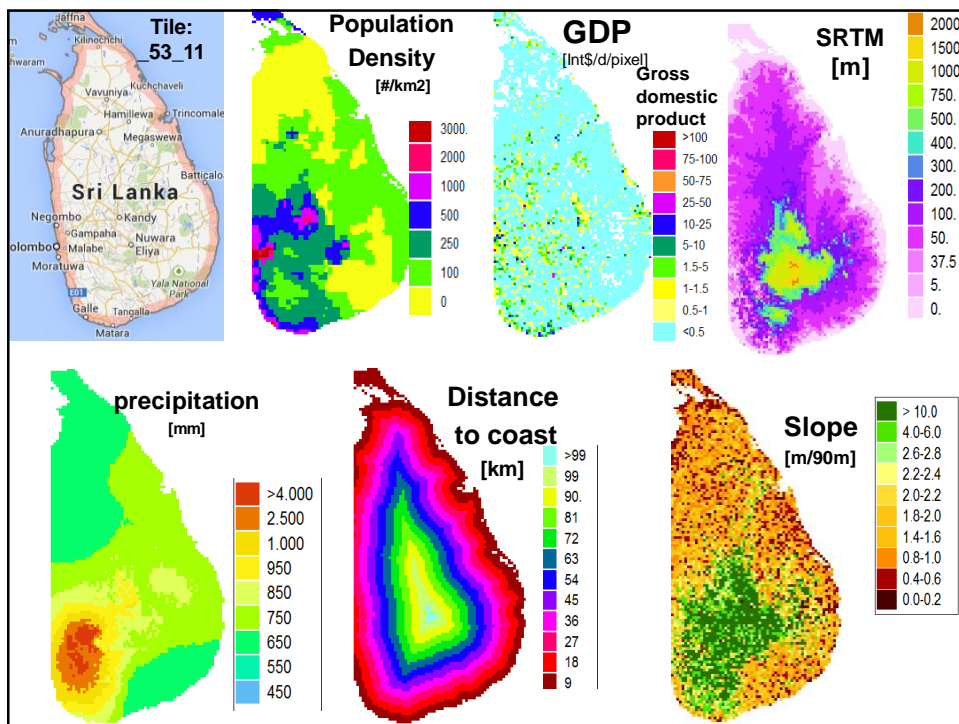 Jaffna
Kilinochchi
Tile:
_53_11
hwaram
Kuchchaveli
Vavuniya
Hamillewa
Trincomale
Anuradhapura
Megaswewa
Batticaloa
Sri Lanka
Negombo
Kandy
Gampaha
Nuwara
Eliya
olombo
Malabe
Moratuwa
Yala National
Park
E01
Galle
Tangalla
Matara
Population
Density
[#/km2]
3000.
2000
1000
500
250
100
0
GDP
[Int$/d/pixel]
Gross
domestic
product
>100
75-100
50-75
25-50
10-25
5-10
1.5-5
1-1.5
0.5-1
<0.5
SRTM
[m]
2000
1500
1000
750.
500.
400.
300.
200.
100.
50.
37.5
5.
0.
precipitation
[mm]
>4.000
2.500
1.000
950
850
750
650
550
450
Distance
to coast
[km]
>99
99
90.
81
72
63
54
45
36
27
18
9
Slope
[m/90m]
> 10.0
4.0-6.0
2.6-2.8
2.2-2.4
2.0-2.2
1.8-2.0
1.4-1.6
0.8-1.0
0.4-0.6
0.0-0.2